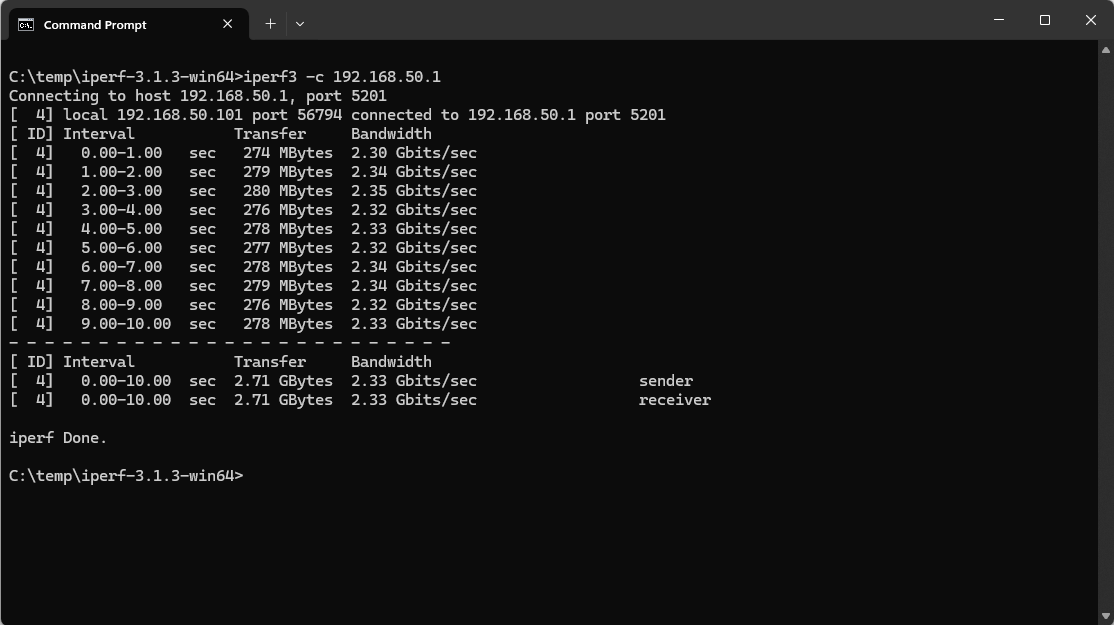 Command Prompt
C:\temp\iperf-3.1.3-win64>iperf3 -c 192.168.50.1
Connecting to host 192.168.50.1, port 5201
[  4] local 192.168.50.101 port 56794 connected to 192.168.50.1 port 5201
[ ID] Interval           Transfer     Bandwidth
[  4]   0.00-1.00   sec   274 MBytes  2.30 Gbits/sec
[  4]   1.00-2.00   sec   279 MBytes  2.34 Gbits/sec
[  4]   2.00-3.00   sec   280 MBytes  2.35 Gbits/sec
[  4]   3.00-4.00   sec   276 MBytes  2.32 Gbits/sec
[  4]   4.00-5.00   sec   278 MBytes  2.33 Gbits/sec
[  4]   5.00-6.00   sec   277 MBytes  2.32 Gbits/sec
[  4]   6.00-7.00   sec   278 MBytes  2.34 Gbits/sec
[  4]   7.00-8.00   sec   279 MBytes  2.34 Gbits/sec
[  4]   8.00-9.00   sec   276 MBytes  2.32 Gbits/sec
[  4]   9.00-10.00  sec   278 MBytes  2.33 Gbits/sec
- - - - - - - - - - - - - - - - - - - - - - - - -
[ ID] Interval           Transfer     Bandwidth
[  4]   0.00-10.00  sec  2.71 GBytes  2.33 Gbits/sec                  sender
[  4]   0.00-10.00  sec  2.71 GBytes  2.33 Gbits/sec                  receiver
iperf Done.
C:\temp\iperf-3.1.3-win64>